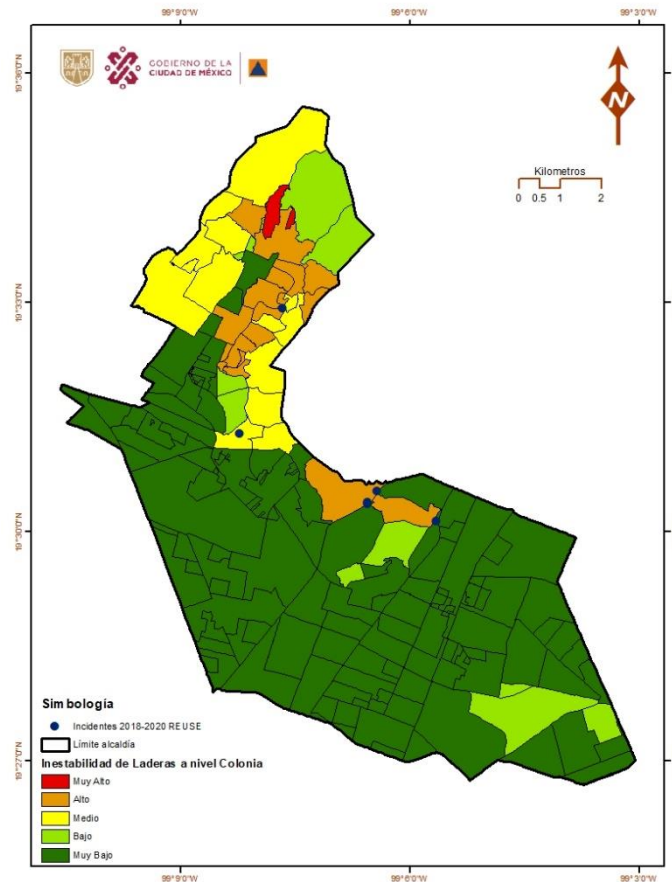 99°9'0"W 99°6'0"W 99°3'0"W
GOBIERNO DE LA
CIUDAD DE MÉXICO
N
Kilometros
0 0.5 1 2
19°36'0"N
19°33'0"N
19°30'0"N
19°27'0"N
Simbología
Incidentes 2018-2020 REUSE
Límite alcaldía
Inestabilidad de Laderas a nivel Colonia
Muy Alto
Alto
Medio
Bajo
Muy Bajo
99°9'0"W 99°6'0"W 99°3'0"W